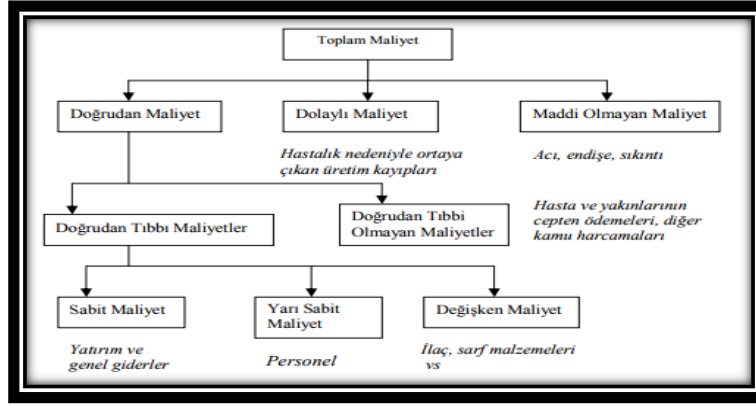 Toplam Maliyet
Doğrudan Maliyet
Dolaylı Maliyet
Maddi Olmayan Maliyet
Hastalık nedeniyle ortaya
çıkan üretim kayıpları
Acı, endişe, sıkıntı
Doğrudan Tıbbı Maliyetler
Doğrudan Tıbbi
Olmayan Maliyetler
Hasta ve yakınlarının
cepten ödemeleri, diğer
kamu harcamaları
Sabit Maliyet
Yarı Sabit
Maliyet
Değişken Maliyet
Yatırım ve
genel giderler
Personel
İlaç, sarf malzemeleri
vs